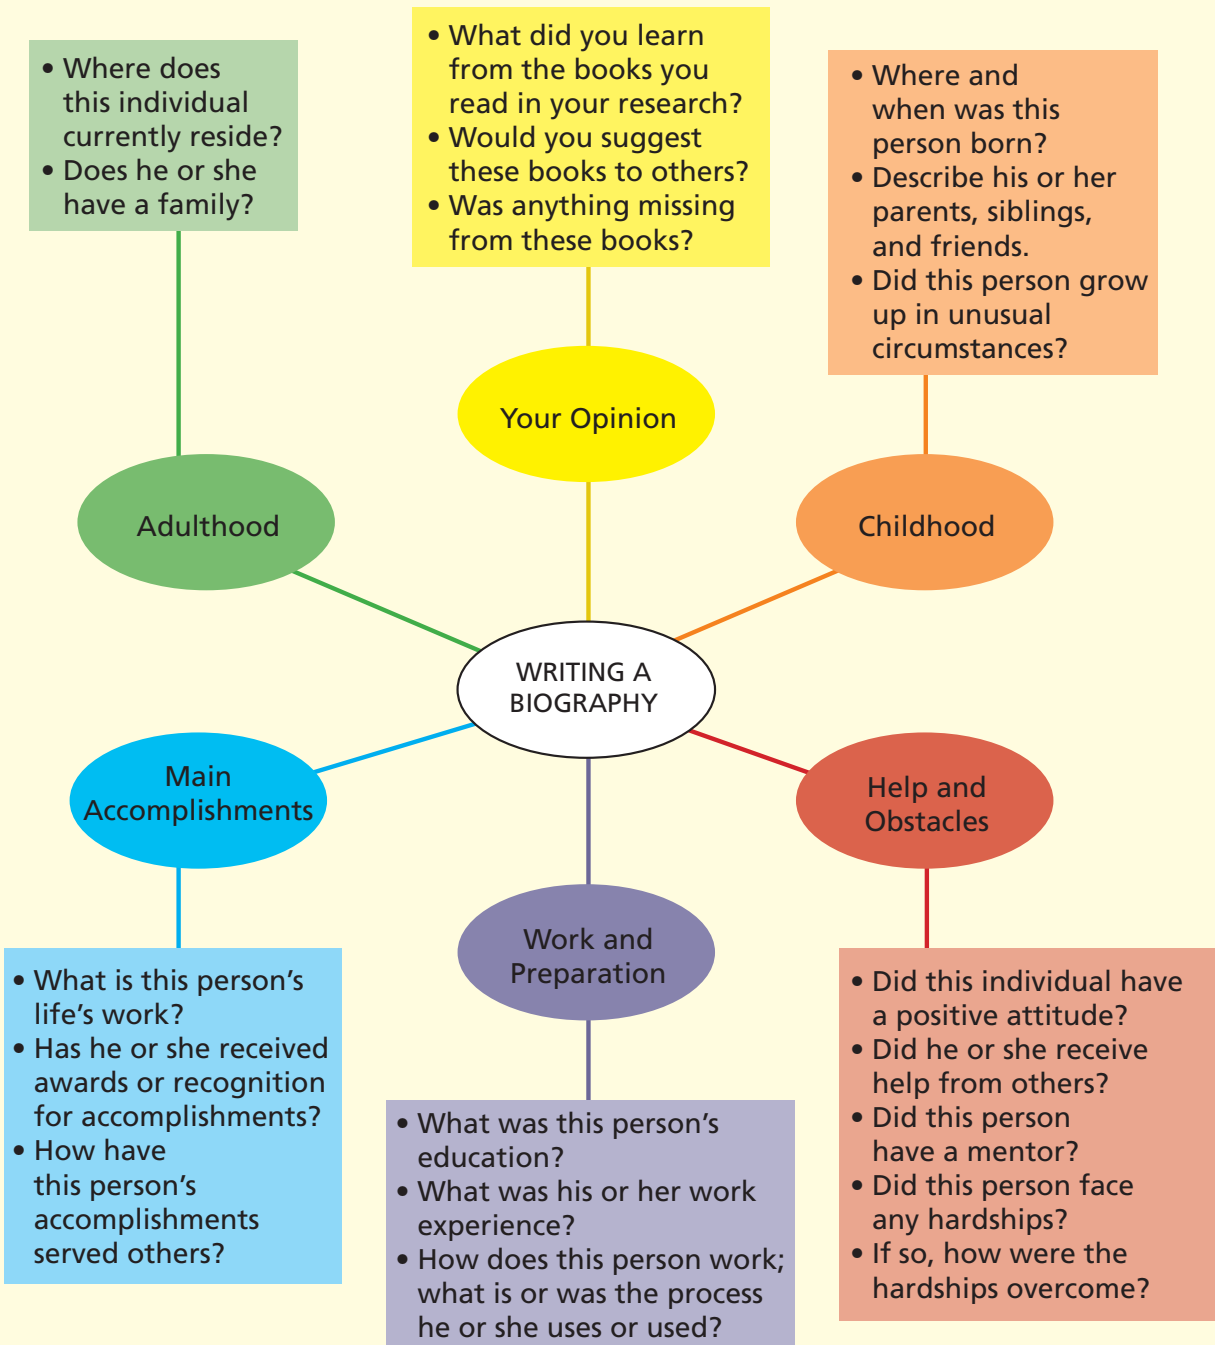 • Where does
this individual
currently reside?
• Does he or she
have a family?
Adulthood
• What did you learn
from the books you
read in your research?
• Would you suggest
these books to others?
• Was anything missing
from these books?
Your Opinion
• Where and
when was this
person born?
• Describe his or her
parents, siblings,
and friends.
• Did this person grow
up in unusual
circumstances?
Childhood
WRITING A
BIOGRAPHY
Main
Accomplishments
• What is this person’s
life’s work?
• Has he or she received
awards or recognition
for accomplishments?
• How have
this person’s
accomplishments
served others?
Work and
Preparation
• What was this person’s
education?
• What was his or her work
experience?
• How does this person work;
what is or was the process
he or she uses or used?
Help and
Obstacles
• Did this individual have
a positive attitude?
• Did he or she receive
help from others?
• Did this person
have a mentor?
• Did this person face
any hardships?
• If so, how were the
hardships overcome?